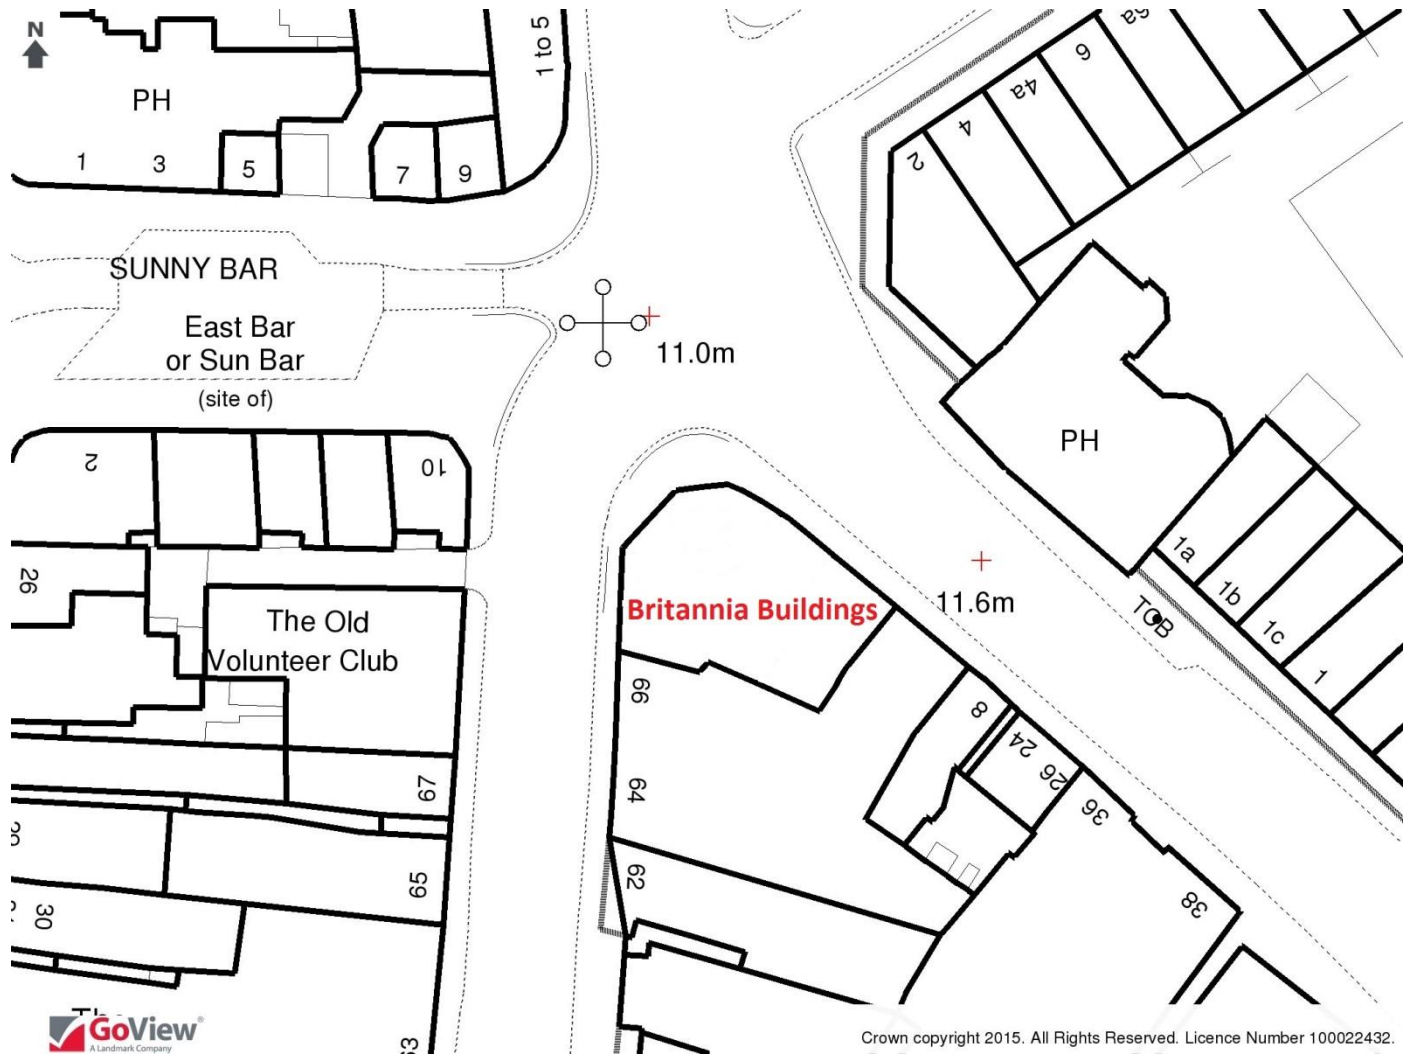 N
1 to 5
6a
6
4a
4
2
PH
1
3
5
7
9
SUNNY BAR
East Bar
or Sun Bar
(site of)
11.0m
2
10
PH
26
The Old
Volunteer Club
Britannia Buildings
11.6m
TCB
1a
1b
1c
1
66
64
62
8
24
26
36
38
67
65
30
GoView®
A Landmark Company
Crown copyright 2015. All Rights Reserved. Licence Number 100022432.